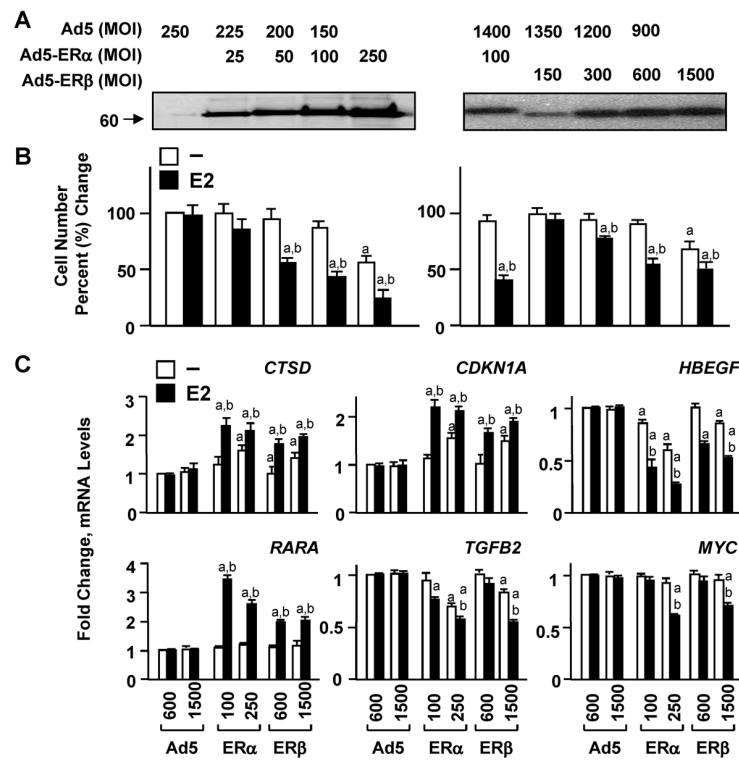 A
Ad5 (MOI) 250 225 200 150 1400 1350 1200 900
Ad5-ERα (MOI) 25 50 100 250 100
Ad5-ERβ (MOI) 150 300 600 1500
60
B
–
E2
Cell Number
Percent (%) Change
100
50
0
a,b
a,b
a
a,b
100
50
0
a,b
a,b
a,b
a
a,b
C
–
E2
Fold Change, mRNA Levels
CTSD
4
3
2
1
0
a,b
a
a,b
a
a,b
a
a,b
CDKN1A
2
1
0
a,b
a
a,b
a,b
a
a,b
HBEGF
1
0.5
0
a
a
b
a
a
b
a
b
a
a
b
RARA
4
3
2
1
0
a,b
a,b
a,b
a,b
TGFB2
1
0.5
0
a
a
a
b
a
a
b
MYC
1
0.5
0
a
b
a
b
600 1500 100 250 600 1500
Ad5 ERα ERβ
600 1500 100 250 600 1500
Ad5 ERα ERβ
600 1500 100 250 600 1500
Ad5 ERα ERβ